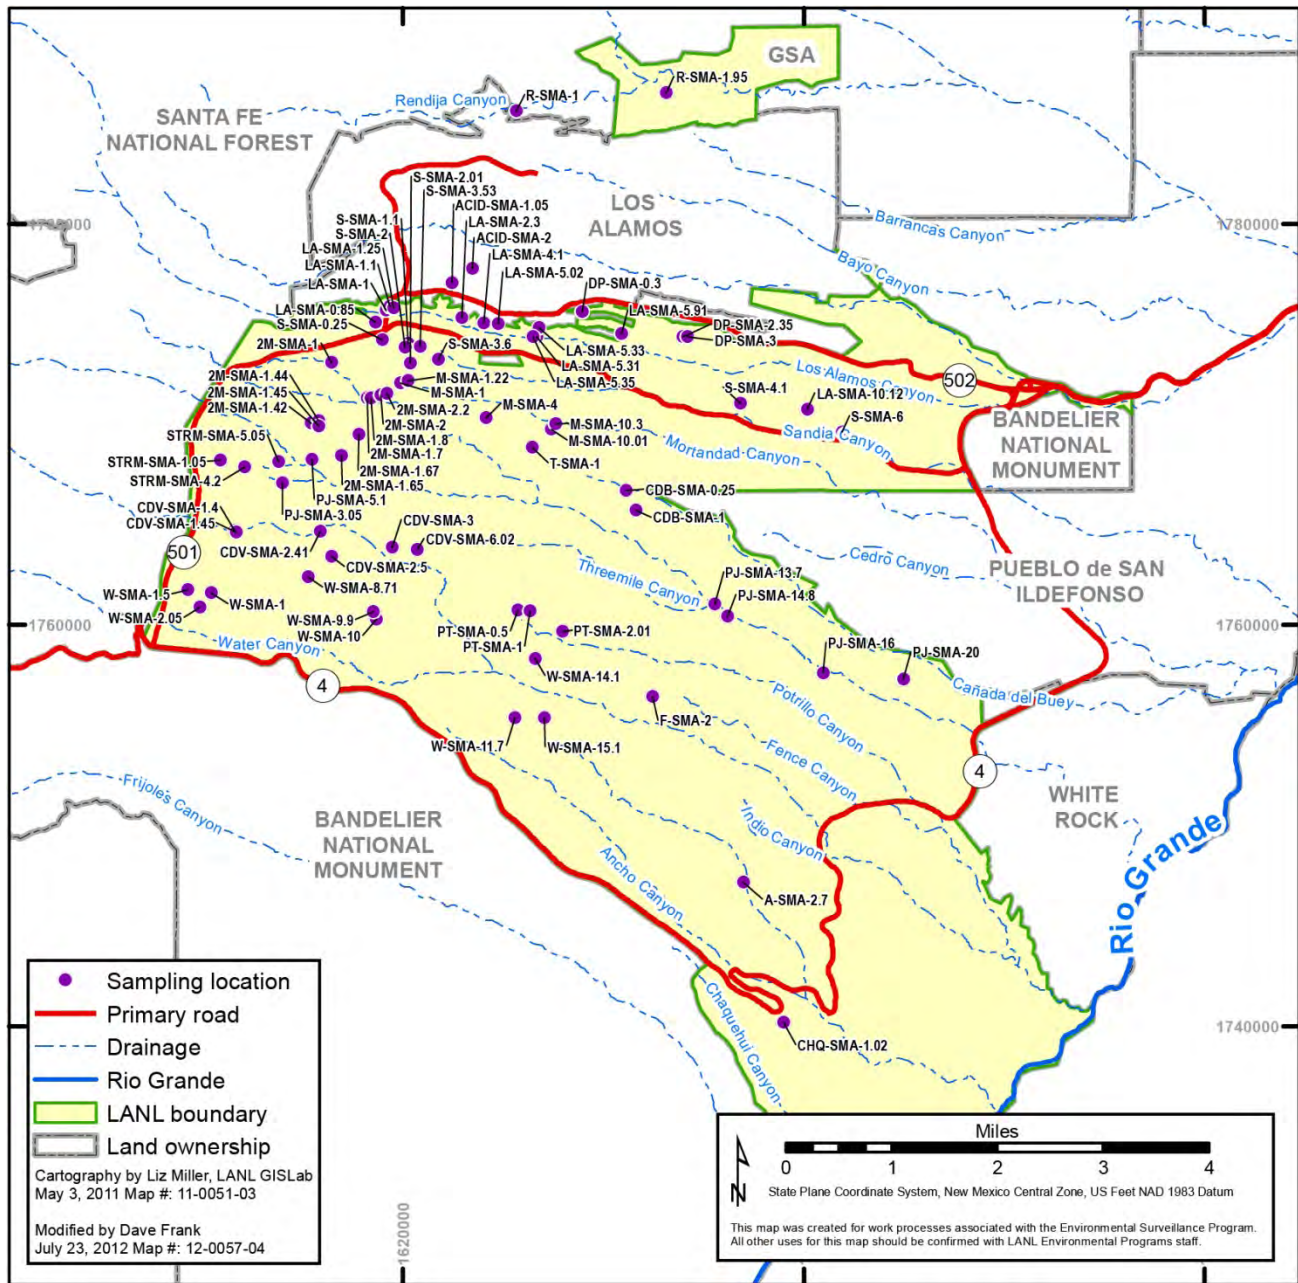 GSA
R-SMA-1.95
R-SMA-1
Rendija Canyon
SANTA FE
NATIONAL FOREST
S-SMA-2.01
S-SMA-3.53
ACID-SMA-1.05
LA-SMA-2.3
ACID-SMA-2
LA-SMA-4.1
LA-SMA-5.02
LOS
ALAMOS
Barrancas Canyon
Bayo Canyon
1780000
S-SMA-1.1
S-SMA-2
LA-SMA-1.25
LA-SMA-1.1
LA-SMA-1
LA-SMA-0.85
S-SMA-0.25
2M-SMA-1
DP-SMA-0.3
LA-SMA-5.91
DP-SMA-2.35
DP-SMA-3
S-SMA-3.6
LA-SMA-5.33
LA-SMA-5.31
LA-SMA-5.35
Los Alamos Canyon
502
2M-SMA-1.44
2M-SMA-1.45
2M-SMA-1.42
M-SMA-1.22
M-SMA-1
2M-SMA-2.2
2M-SMA-2
2M-SMA-1.8
2M-SMA-1.7
2M-SMA-1.67
2M-SMA-1.65
M-SMA-4
M-SMA-10.3
M-SMA-10.01
T-SMA-1
S-SMA-4.1
LA-SMA-10.12
S-SMA-6
Sandia Canyon
Mortandad Canyon
BANDELIER
NATIONAL
MONUMENT
STRM-SMA-5.05
STRM-SMA-1.05
STRM-SMA-4.2
PJ-SMA-5.1
PJ-SMA-3.05
CDB-SMA-0.25
CDB-SMA-1
CDV-SMA-1.4
CDV-SMA-1.45
CDV-SMA-2.41
CDV-SMA-3
CDV-SMA-6.02
CDV-SMA-2.5
501
Cedro Canyon
PUEBLO de SAN
ILDEFONSO
Threemile Canyon
PJ-SMA-13.7
PJ-SMA-14.8
W-SMA-8.71
W-SMA-1.5
W-SMA-1
W-SMA-2.05
W-SMA-9.9
W-SMA-10
PT-SMA-0.5
PT-SMA-1
PT-SMA-2.01
1760000
1760000
Water Canyon
4
W-SMA-14.1
PJ-SMA-16
PJ-SMA-20
Cañada del Buey
Potrillo Canyon
F-SMA-2
W-SMA-11.7
W-SMA-15.1
Fence Canyon
4
WHITE
ROCK
Rio Grande
Frijoles Canyon
BANDELIER
NATIONAL
MONUMENT
Indio Canyon
Ancho Canyon
A-SMA-2.7
Chaquehui Canyon
CHQ-SMA-1.02
1740000
Sampling location
Primary road
Drainage
Rio Grande
LANL boundary
Land ownership
Cartography by Liz Miller, LANL GISLab
May 3, 2011 Map #: 11-0051-03
Modified by Dave Frank
July 23, 2012 Map #: 12-0057-04
1620000
N
Miles
0 1 2 3 4
State Plane Coordinate System, New Mexico Central Zone, US Feet NAD 1983 Datum
This map was created for work processes associated with the Environmental Surveillance Program.
All other uses for this map should be confirmed with LANL Environmental Programs staff.